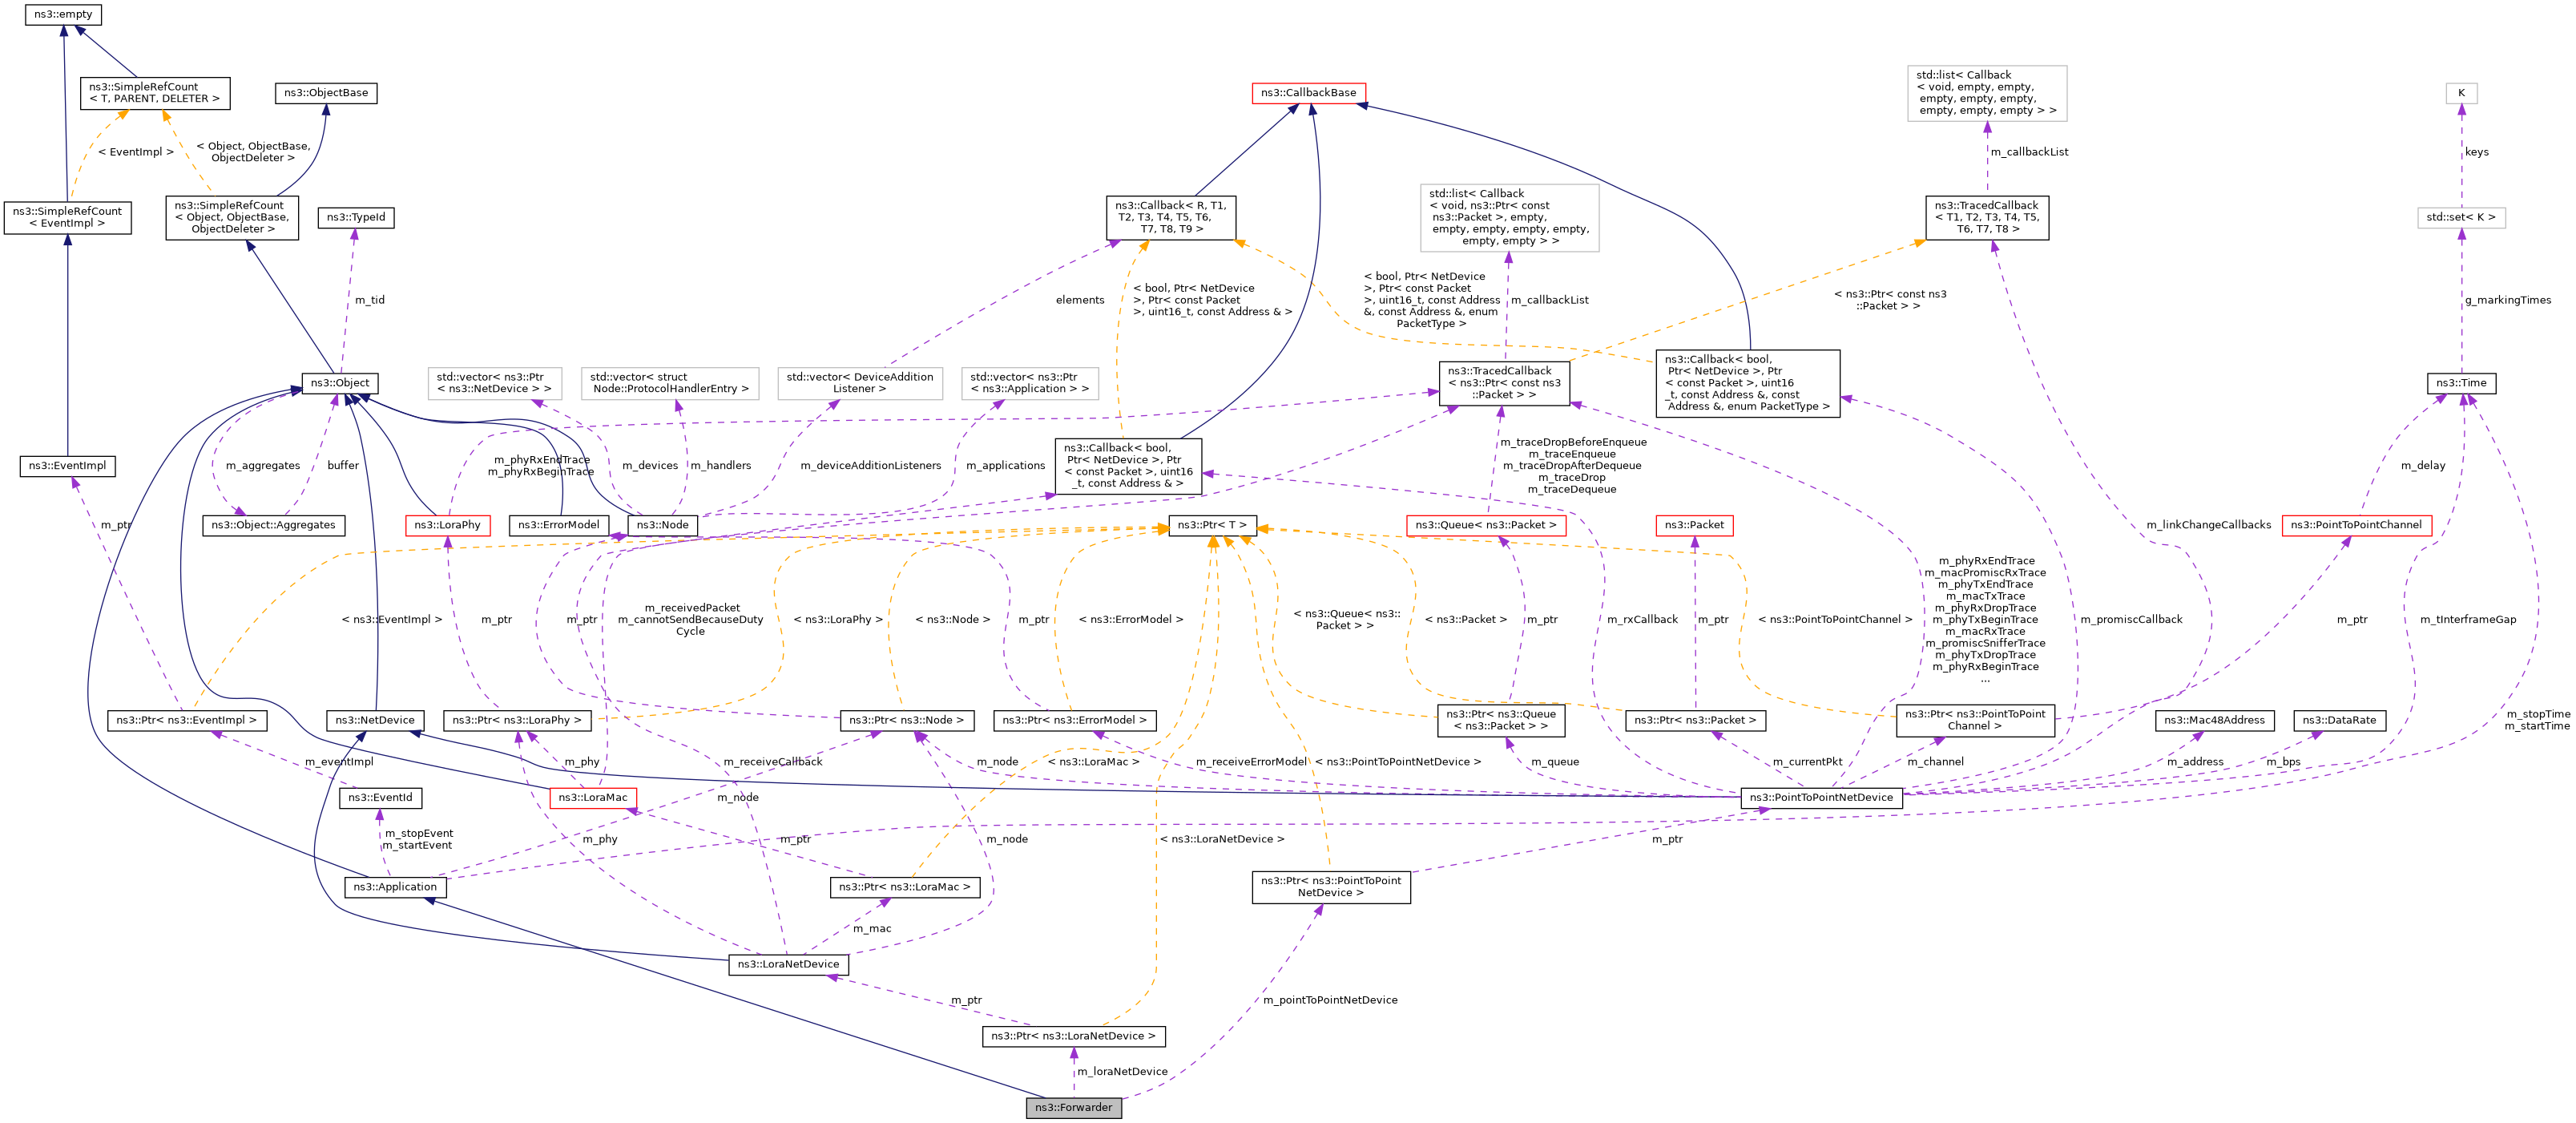 ns3::empty
ns3::SimpleRefCount
< T, PARENT, DELETER >
ns3::ObjectBase
ns3::CallbackBase
std::list< Callback
< void, empty, empty,
empty, empty, empty,
empty, empty, empty > >
K
< EventImpl >
< Object, ObjectBase,
ObjectDeleter >
m_callbackList
keys
ns3::SimpleRefCount
< EventImpl >
ns3::SimpleRefCount
< Object, ObjectBase,
ObjectDeleter >
ns3::TypeId
ns3::Callback< R, T1,
T2, T3, T4, T5, T6,
T7, T8, T9 >
std::list< Callback
< void, ns3::Ptr< const
ns3::Packet >, empty,
empty, empty, empty, empty,
empty, empty > >
ns3::TracedCallback
< T1, T2, T3, T4, T5,
T6, T7, T8 >
std::set< K >
m_tid
elements
< bool, Ptr< NetDevice
>, Ptr< const Packet
>, uint16_t, const Address & >
< bool, Ptr< NetDevice
>, Ptr< const Packet
>, uint16_t, const Address
&, const Address &, enum
PacketType >
m_callbackList
< ns3::Ptr< const ns3
::Packet > >
g_markingTimes
ns3::Object
std::vector< ns3::Ptr
< ns3::NetDevice > >
std::vector< struct
Node::ProtocolHandlerEntry >
std::vector< DeviceAddition
Listener >
std::vector< ns3::Ptr
< ns3::Application > >
ns3::TracedCallback
< ns3::Ptr< const ns3
::Packet > >
ns3::Callback< bool,
Ptr< NetDevice >, Ptr
< const Packet >, uint16
_t, const Address &, const
Address &, enum PacketType >
ns3::Time
ns3::EventImpl
m_aggregates
buffer
m_phyRxEndTrace
m_phyRxBeginTrace
m_devices
m_handlers
m_deviceAdditionListeners
m_applications
ns3::Callback< bool,
Ptr< NetDevice >, Ptr
< const Packet >, uint16
_t, const Address & >
m_traceDropBeforeEnqueue
m_traceEnqueue
m_traceDropAfterDequeue
m_traceDrop
m_traceDequeue
m_delay
m_ptr
ns3::Object::Aggregates
ns3::LoraPhy
ns3::ErrorModel
ns3::Node
ns3::Ptr< T >
ns3::Queue< ns3::Packet >
ns3::Packet
m_linkChangeCallbacks
ns3::PointToPointChannel
< ns3::EventImpl >
m_ptr
m_ptr
m_receivedPacket
m_cannotSendBecauseDuty
Cycle
< ns3::LoraPhy >
< ns3::Node >
m_ptr
< ns3::ErrorModel >
< ns3::Queue< ns3::
Packet > >
< ns3::Packet >
m_ptr
m_rxCallback
m_ptr
< ns3::PointToPointChannel >
m_phyRxEndTrace
m_macPromiscRxTrace
m_phyTxEndTrace
m_macTxTrace
m_phyRxDropTrace
m_phyTxBeginTrace
m_macRxTrace
m_promiscSnifferTrace
m_phyTxDropTrace
m_phyRxBeginTrace
...
m_promiscCallback
m_ptr
m_tInterframeGap
ns3::Ptr< ns3::EventImpl >
ns3::NetDevice
ns3::Ptr< ns3::LoraPhy >
ns3::Ptr< ns3::Node >
ns3::Ptr< ns3::ErrorModel >
ns3::Ptr< ns3::Queue
< ns3::Packet > >
ns3::Ptr< ns3::Packet >
ns3::Ptr< ns3::PointToPoint
Channel >
ns3::Mac48Address
ns3::DataRate
m_stopTime
m_startTime
m_eventImpl
m_phy
m_receiveCallback
m_node
< ns3::LoraMac >
m_receiveErrorModel
< ns3::PointToPointNetDevice >
m_queue
m_currentPkt
m_channel
m_address
m_bps
ns3::EventId
ns3::LoraMac
m_node
ns3::PointToPointNetDevice
m_stopEvent
m_startEvent
m_phy
m_ptr
m_node
< ns3::LoraNetDevice >
m_ptr
ns3::Application
ns3::Ptr< ns3::LoraMac >
ns3::Ptr< ns3::PointToPoint
NetDevice >
m_mac
ns3::LoraNetDevice
m_ptr
m_pointToPointNetDevice
ns3::Ptr< ns3::LoraNetDevice >
m_loraNetDevice
ns3::Forwarder